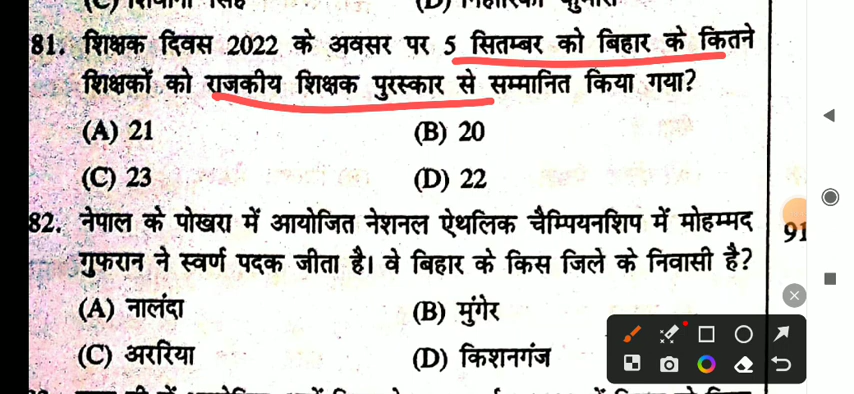 81. शिक्षक दिवस 2022 के अवसर पर 5 सितम्बर को बिहार के कितने
शिक्षकों को राजकीय शिक्षक पुरस्कार से सम्मानित किया गया?
(A) 21 (B) 20
(C) 23 (D) 22
82. नेपाल के पोखरा में आयोजित नेशनल ऐथलिक चैम्पियनशिप में मोहम्मद
गुफरान ने स्वर्ण पदक जीता है। वे बिहार के किस जिले के निवासी है?
(A) नालंदा (B) मुंगेर
(C) अररिया (D) किशनगंज
91